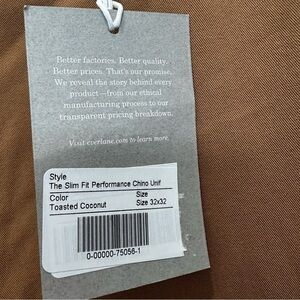 Better factories. Better quality.
Better prices. That's our promise.
We reveal the story behind every
product—from our ethical
manufacturing process to our
transparent pricing breakdown.
Visit everlane.com to learn more.
Style
The Slim Fit Performance Chino Unif
Color Size
Toasted Coconut Size 32x32
0-00000-75056-1